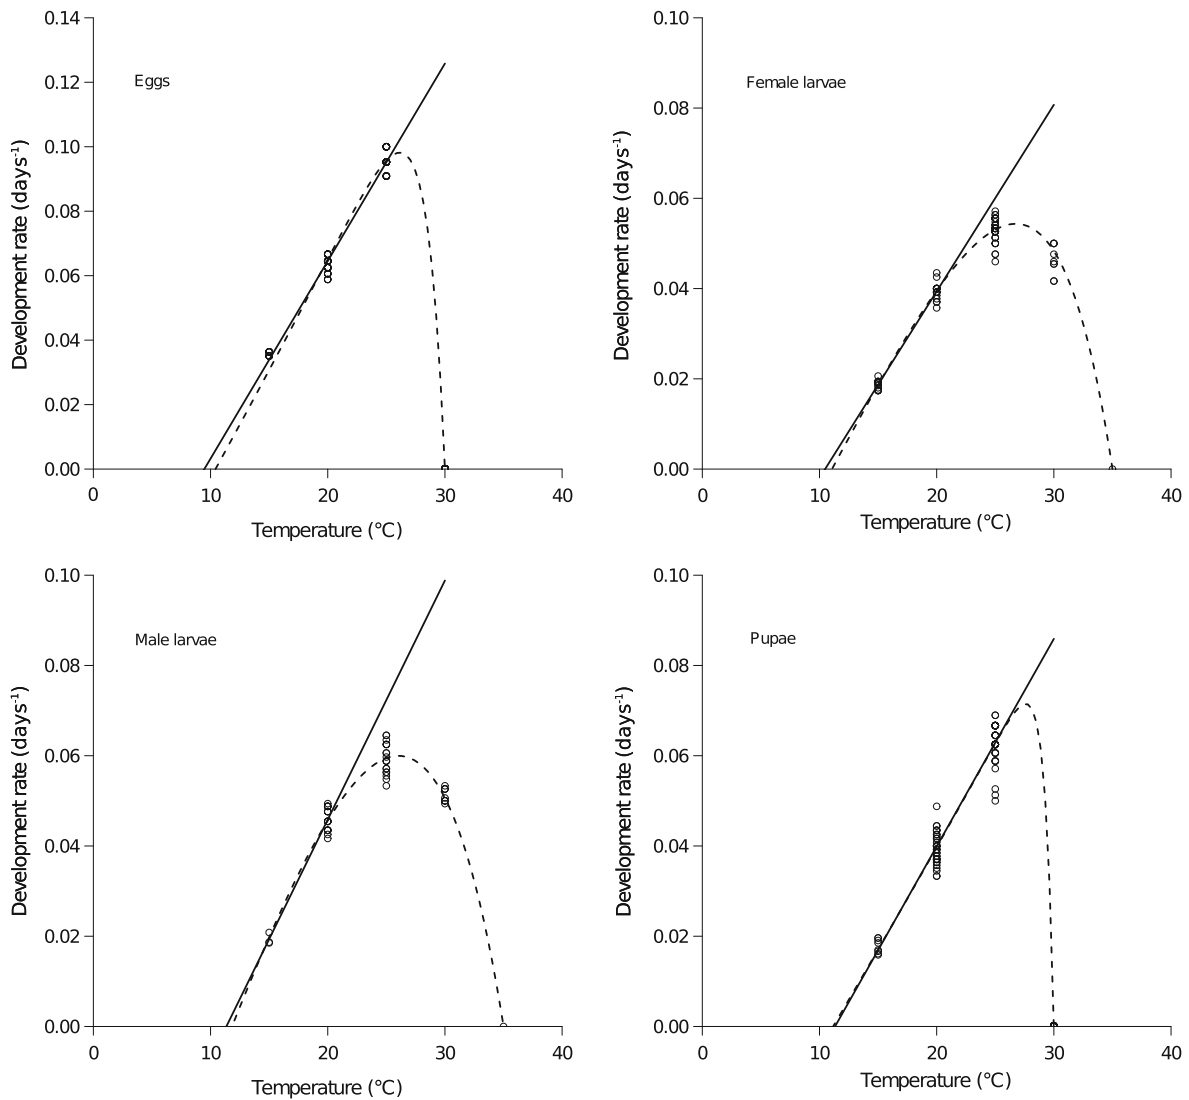 0.14
0.12
0.10
0.08
0.06
0.04
0.02
0.00
Development rate (days-1)
Eggs
0 10 20 30 40
Temperature (°C)
0.10
0.08
0.06
0.04
0.02
0.00
Development rate (days-1)
Female larvae
0 10 20 30 40
Temperature (°C)
0.10
0.08
0.06
0.04
0.02
0.00
Development rate (days-1)
Male larvae
0 10 20 30 40
Temperature (°C)
0.10
0.08
0.06
0.04
0.02
0.00
Development rate (days-1)
Pupae
0 10 20 30 40
Temperature (°C)